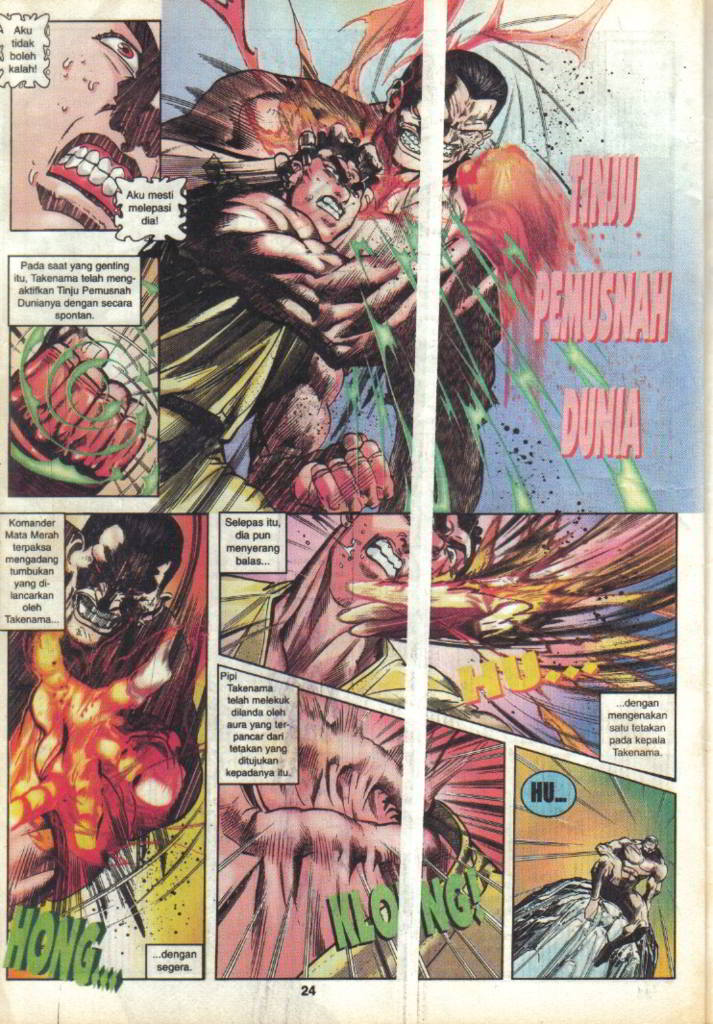 Aku
tidak
boleh
kalah!
Aku mesti
melepasi
dia!
Pada saat yang genting
itu, Takenama telah meng-
aktifkan Tinju Pemusnah
Dunianya dengan secara
spontan.
TINJU
PEMUSNAH
DUNIA
Komander
Mata Merah
terpaksa
mengadang
tumbukan
yang di-
lancarkan
oleh
Takenama...
HONG....
...dengan
segera.
Selepas itu,
dia pun
menyerang
balas...
HU...
...dengan
mengenakan
satu tetakan
pada kepala
Takenama.
Pipi
Takenama
telah melekuk
dilanda oleh
aura yang ter-
pancar dari
tetakan yang
ditujukan
kepadanya itu.
KLONG!
HU...
24